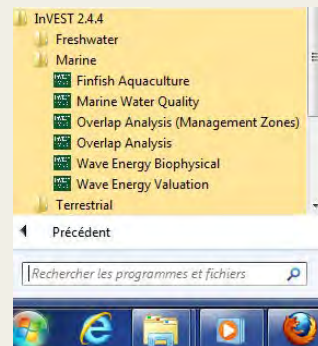 InVEST 2.4.4
Freshwater
Marine
Finfish Aquaculture
Marine Water Quality
Overlap Analysis (Management Zones)
Overlap Analysis
Wave Energy Biophysical
Wave Energy Valuation
Terrestrial
Précédent
Rechercher les programmes et fichiers